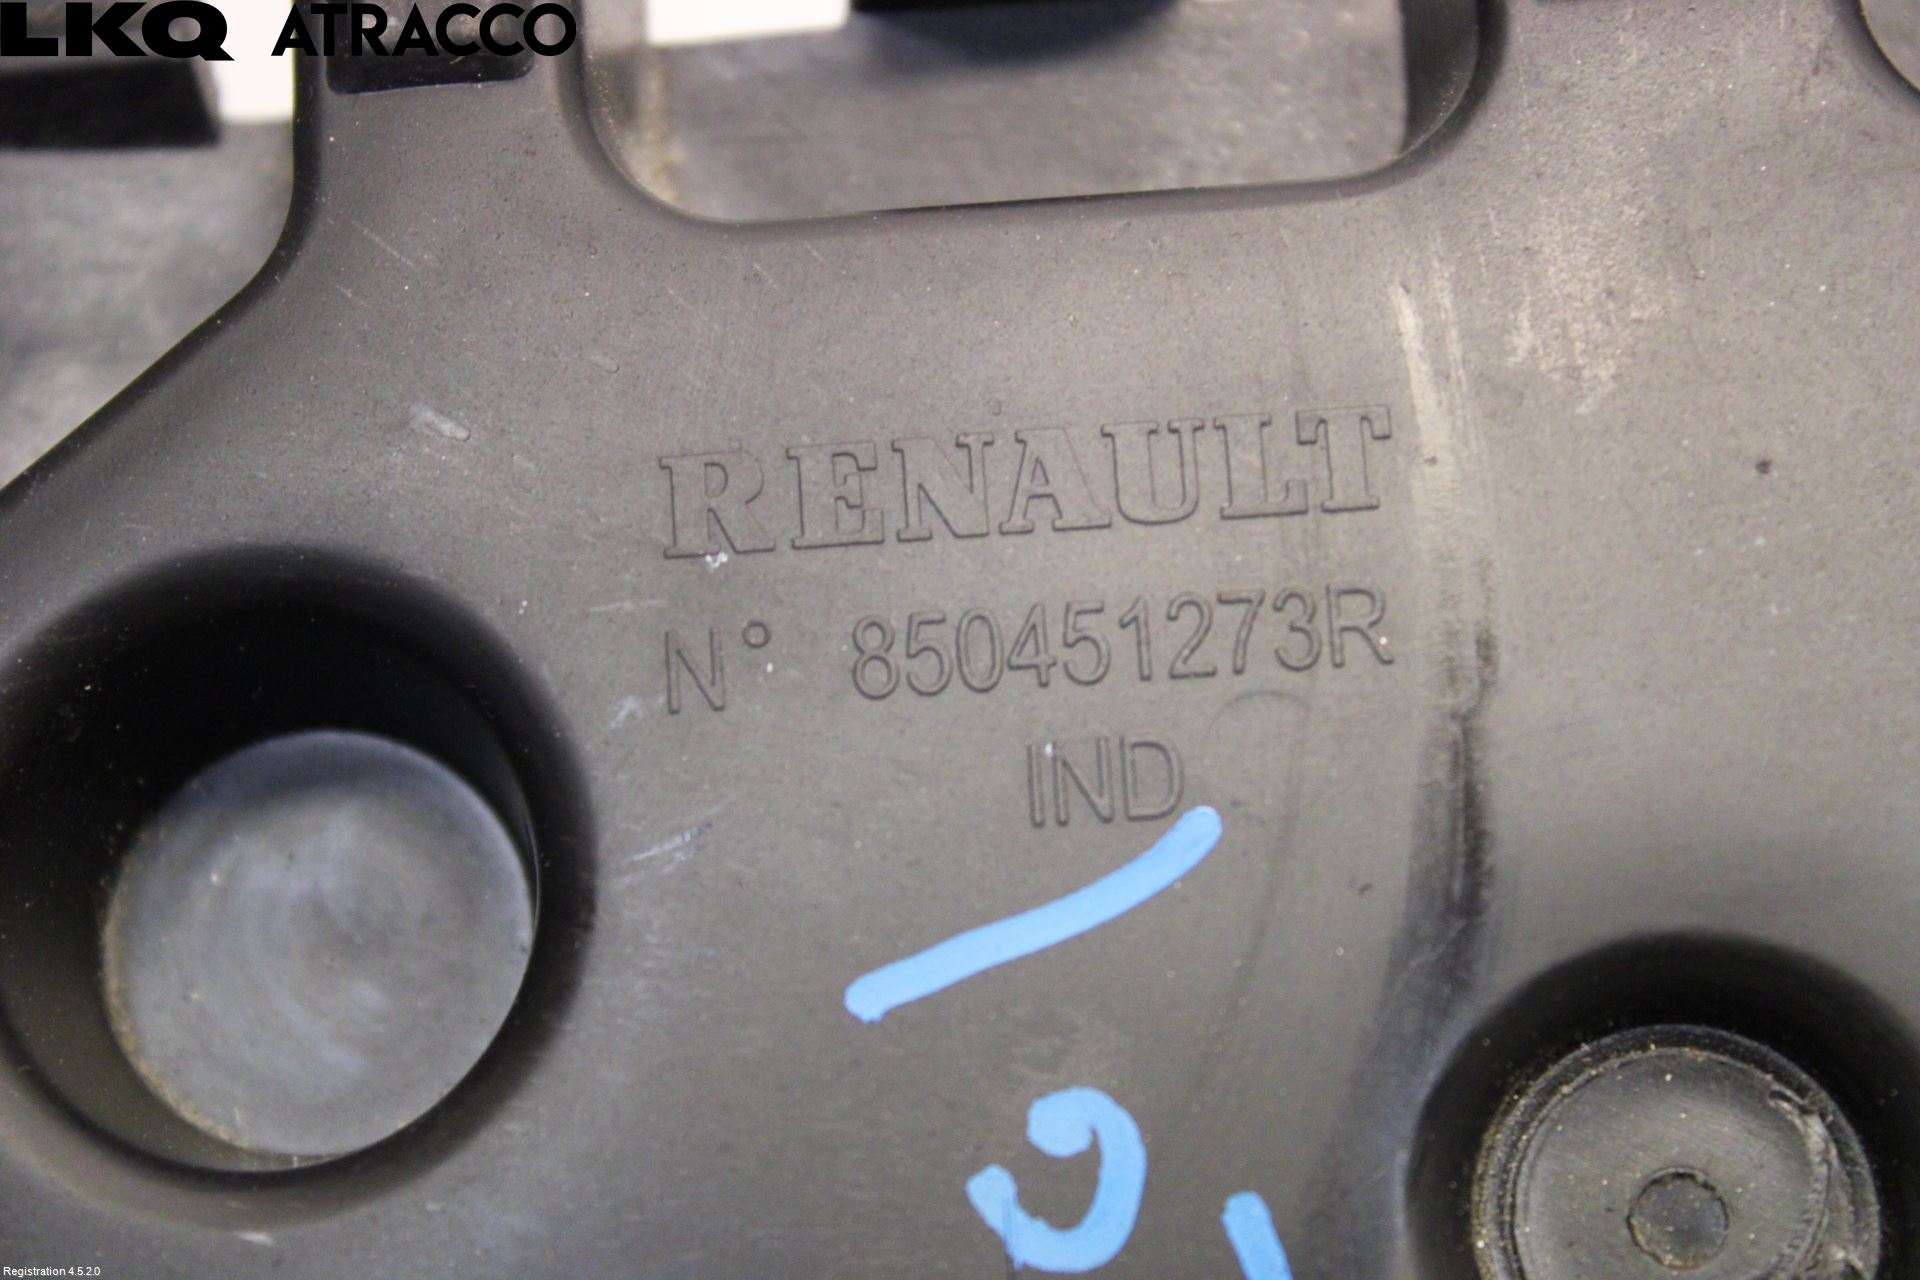 LKQ ATRACCO
RENAULT
N° 850451273R
IND
Registration 4.5.2.0